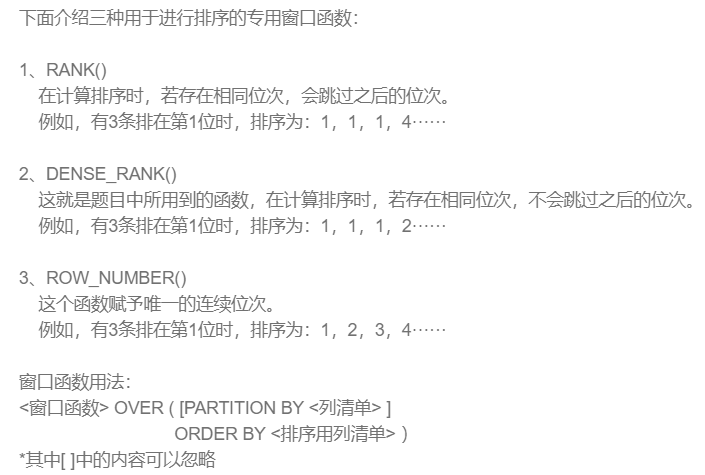 下面介绍三种用于进行排序的专用窗口函数：
1、RANK()
在计算排序时，若存在相同位次，会跳过之后的位次。
例如，有3条排在第1位时，排序为：1，1，1，4······
2、DENSE_RANK()
这就是题目中所用到的函数，在计算排序时，若存在相同位次，不会跳过之后的位次。
例如，有3条排在第1位时，排序为：1，1，1，2······
3、ROW_NUMBER()
这个函数赋予唯一的连续位次。
例如，有3条排在第1位时，排序为：1，2，3，4······
窗口函数用法：
<窗口函数> OVER ( [PARTITION BY <列清单> ]
ORDER BY <排序用列清单> )
*其中[ ]中的内容可以忽略